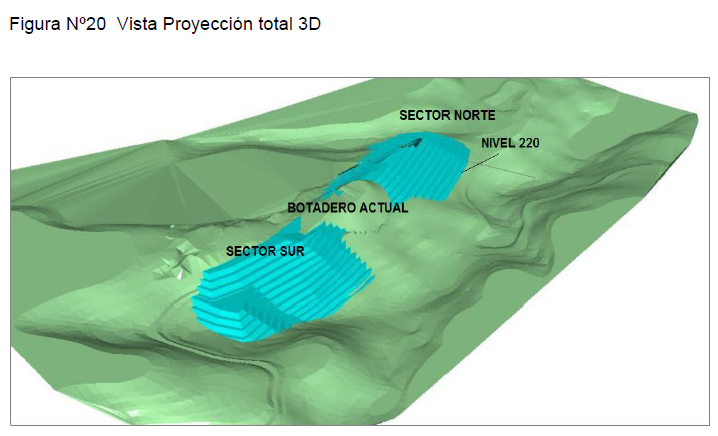 Figura Nº20  Vista Proyección total 3D
SECTOR NORTE
NIVEL 220
BOTADERO ACTUAL
SECTOR SUR